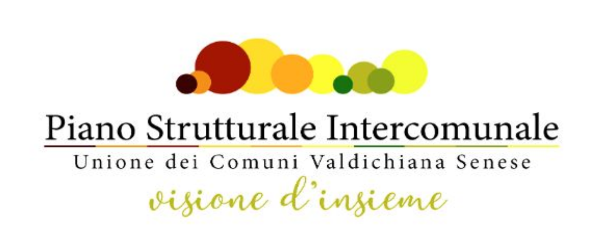 Piano Strutturale Intercomunale
Unione dei Comuni Valdichiana Senese
visione d'insieme